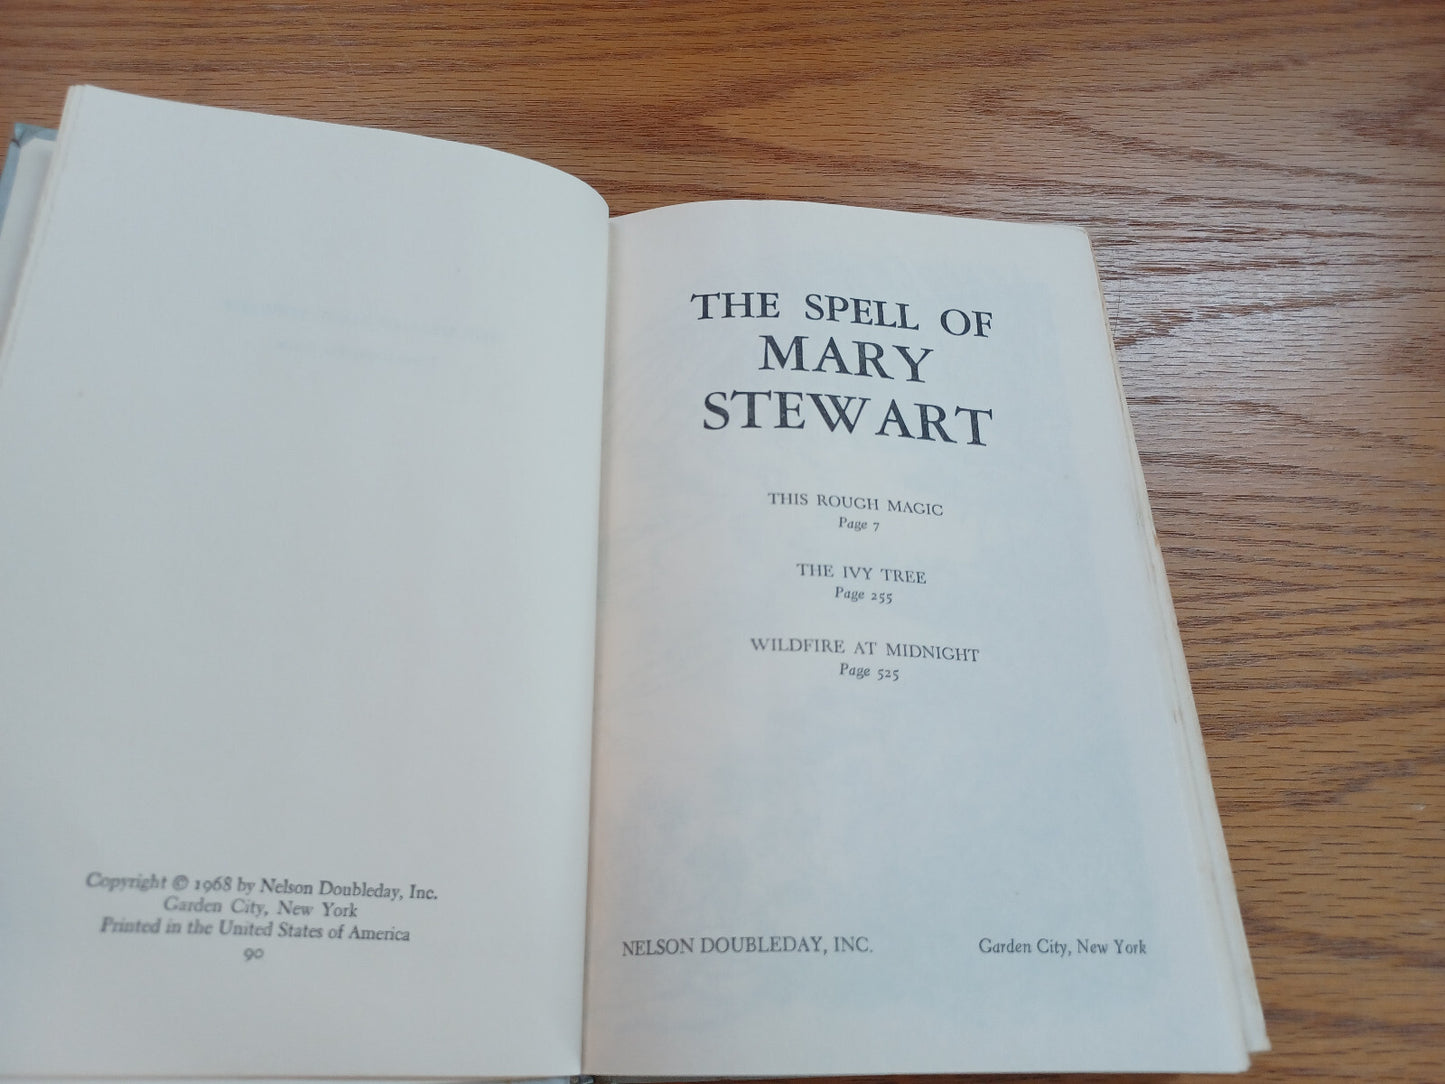 Copyright © 1968 by Nelson Doubleday, Inc.
Garden City, New York
Printed in the United States of America
90
THE SPELL OF
MARY
STEWART
THIS ROUGH MAGIC
Page 7
THE IVY TREE
Page 255
WILDFIRE AT MIDNIGHT
Page 525
NELSON DOUBLEDAY, INC. Garden City, New York